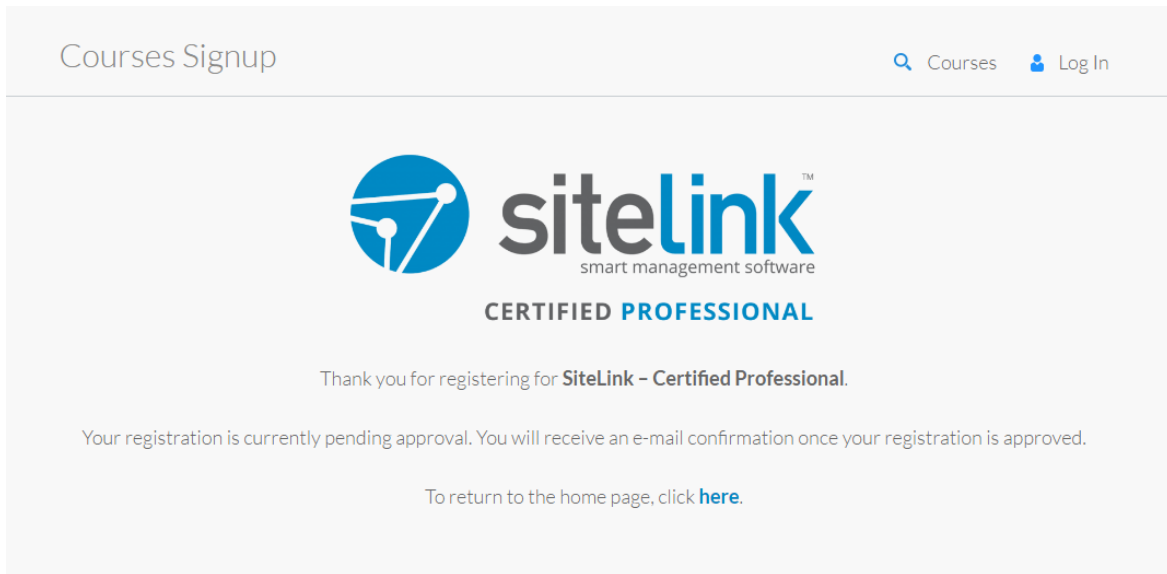 Courses Signup
Courses Log In
sitelink™
smart management software
CERTIFIED PROFESSIONAL
Thank you for registering for SiteLink – Certified Professional.
Your registration is currently pending approval. You will receive an e-mail confirmation once your registration is approved.
To return to the home page, click here.